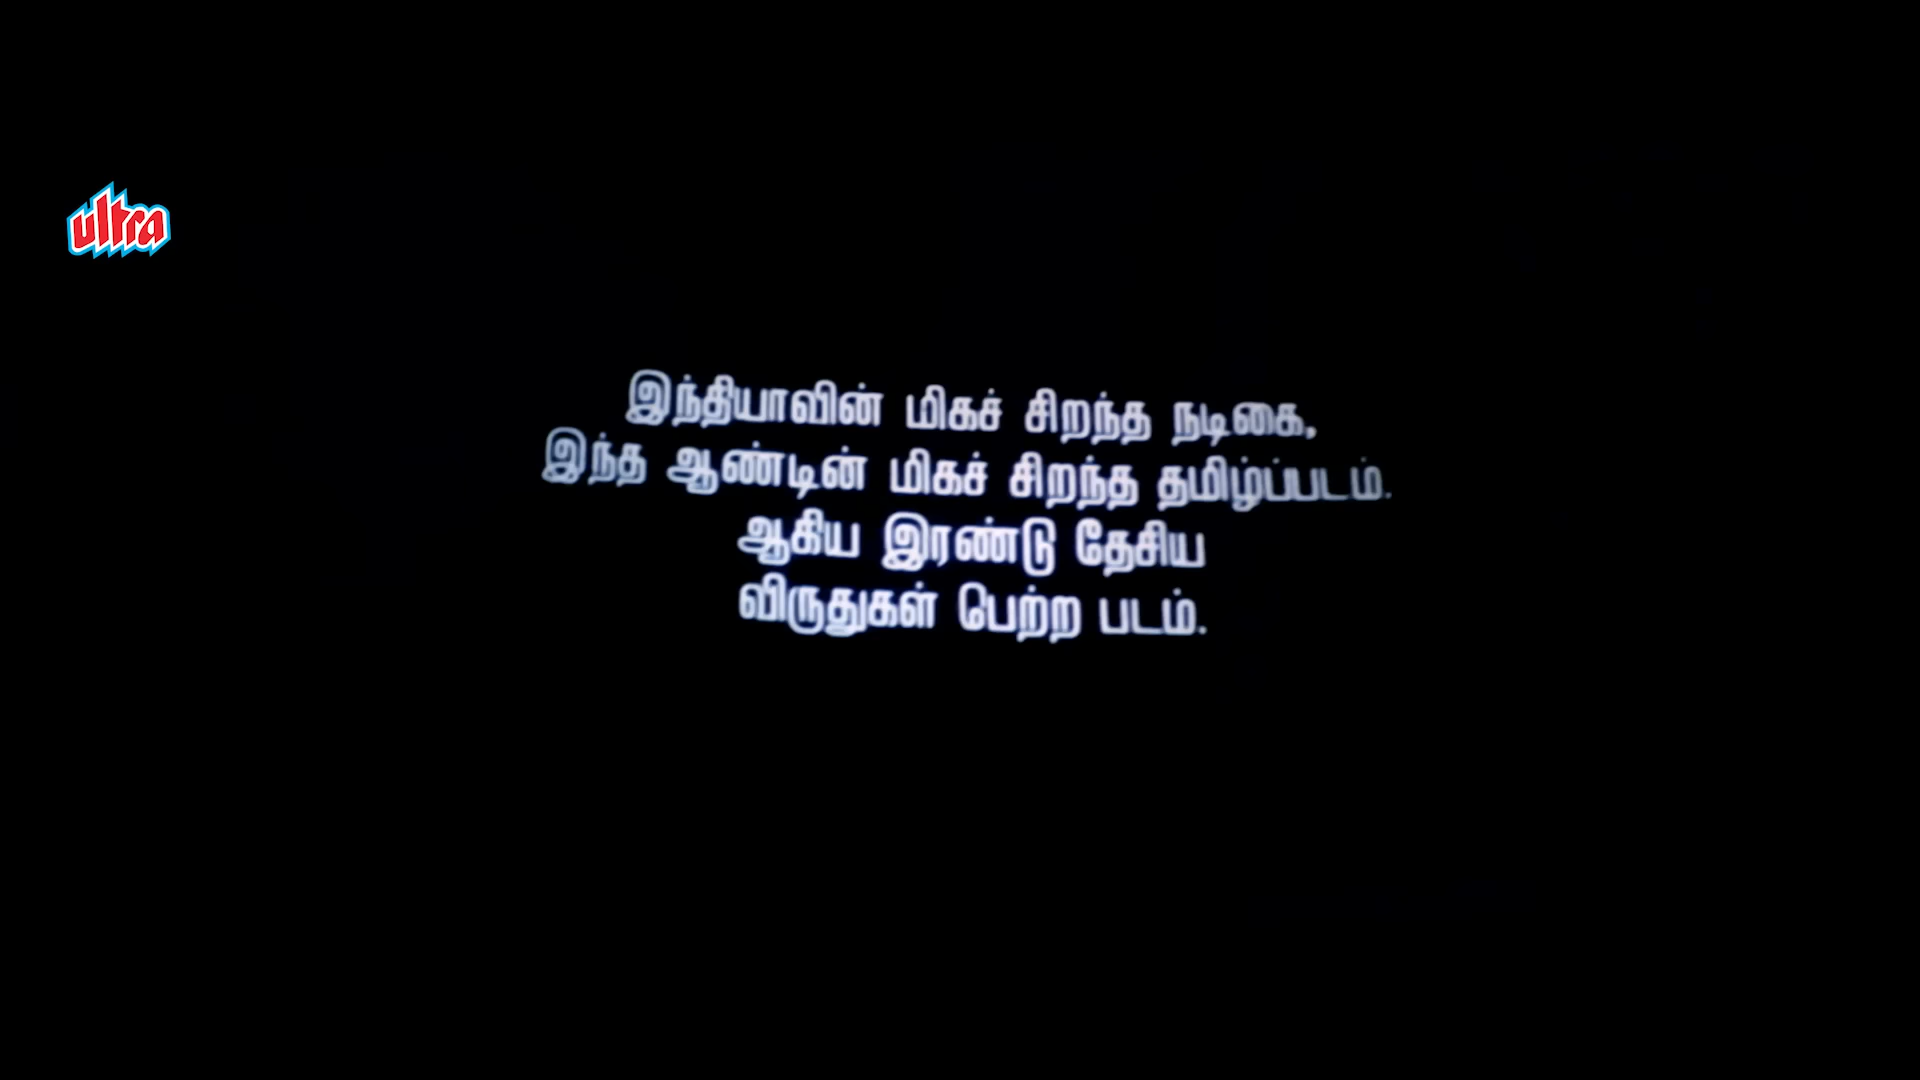 ultra
இந்தியாவின் மிகச் சிறந்த நடிகை,
இந்த ஆண்டின் மிகச் சிறந்த தமிழ்ப்படம்.
ஆகிய இரண்டு தேசிய
விருதுகள் பெற்ற படம்.